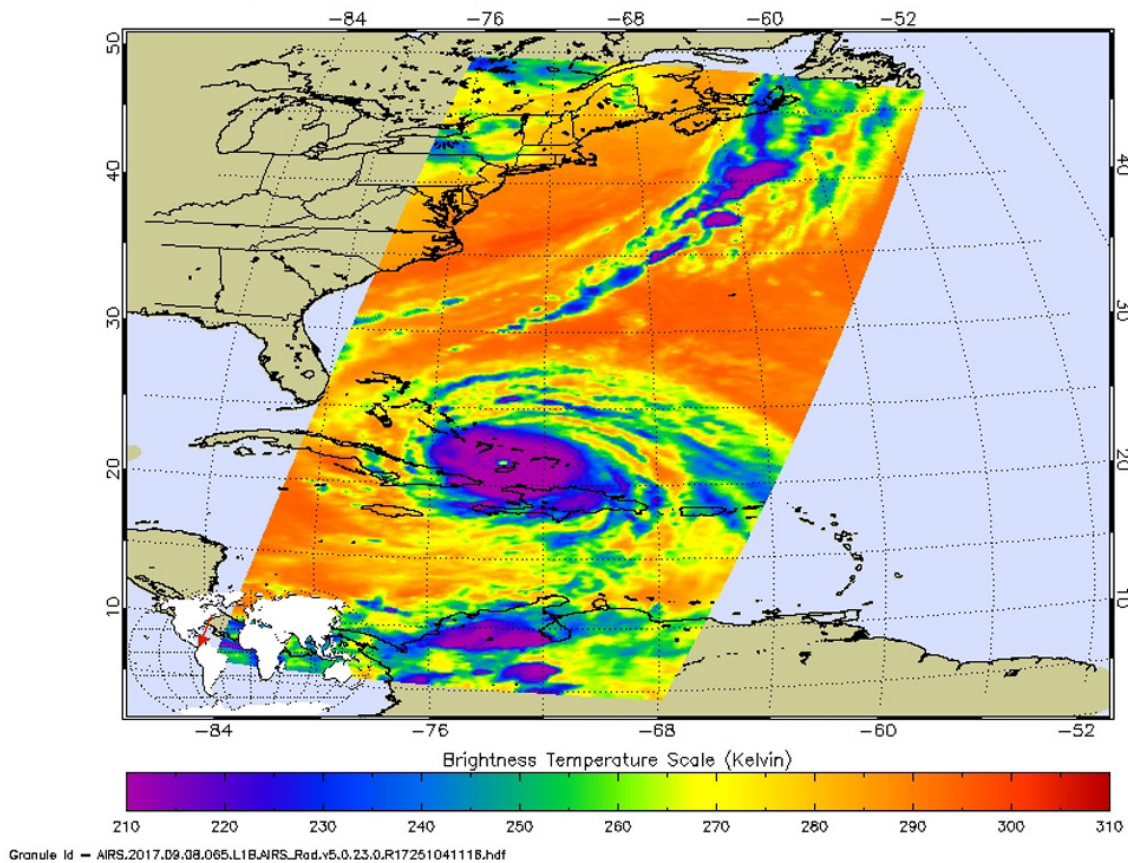 -84 -76 -68 -60 -52
50
40 40
30 30
20 20
10 10
-84 -76 -68 -60 -52
Brightness Temperature Scale (Kelvin)
210 220 230 240 250 260 270 280 290 300 310
Granule Id — AIRS.2017.09.08.065.L1B.AIRS_Rad.v5.0.23.0.R17251041118.hdf